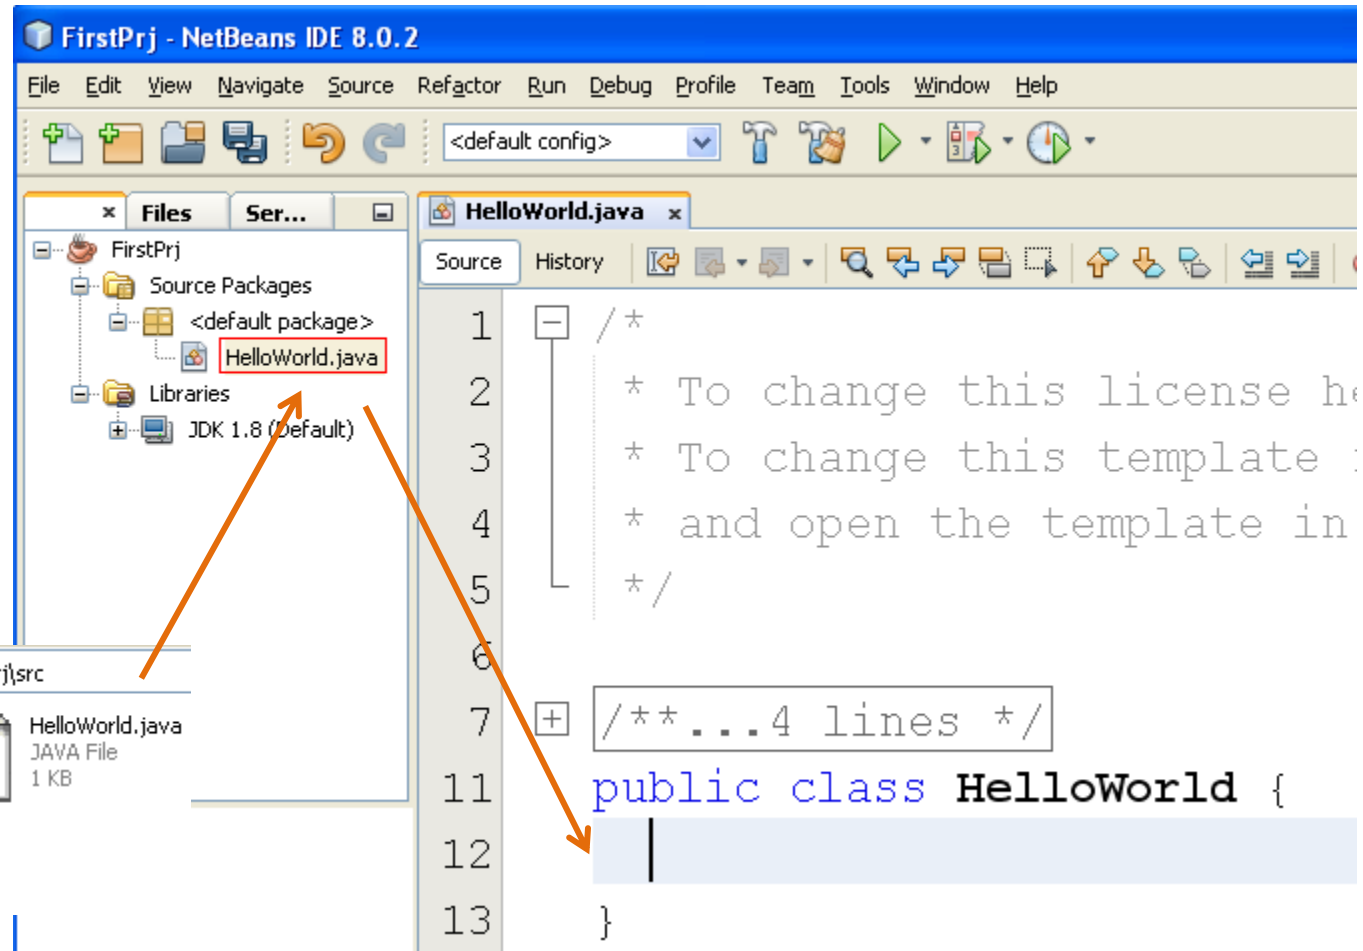 FirstPrj - NetBeans IDE 8.0.2
File Edit View Navigate Source Refactor Run Debug Profile Team Tools Window Help
<default config>
Files Ser...
HelloWorld.java
FirstPrj
Source Packages
<default package>
HelloWorld.java
Libraries
JDK 1.8 (Default)
Source History
1 /*
2 * To change this license he
3 * To change this template
4 * and open the template in
5 */
6
7 /**...4 lines */
11 public class HelloWorld {
12
13 }
j\src
HelloWorld.java
JAVA File
1 KB